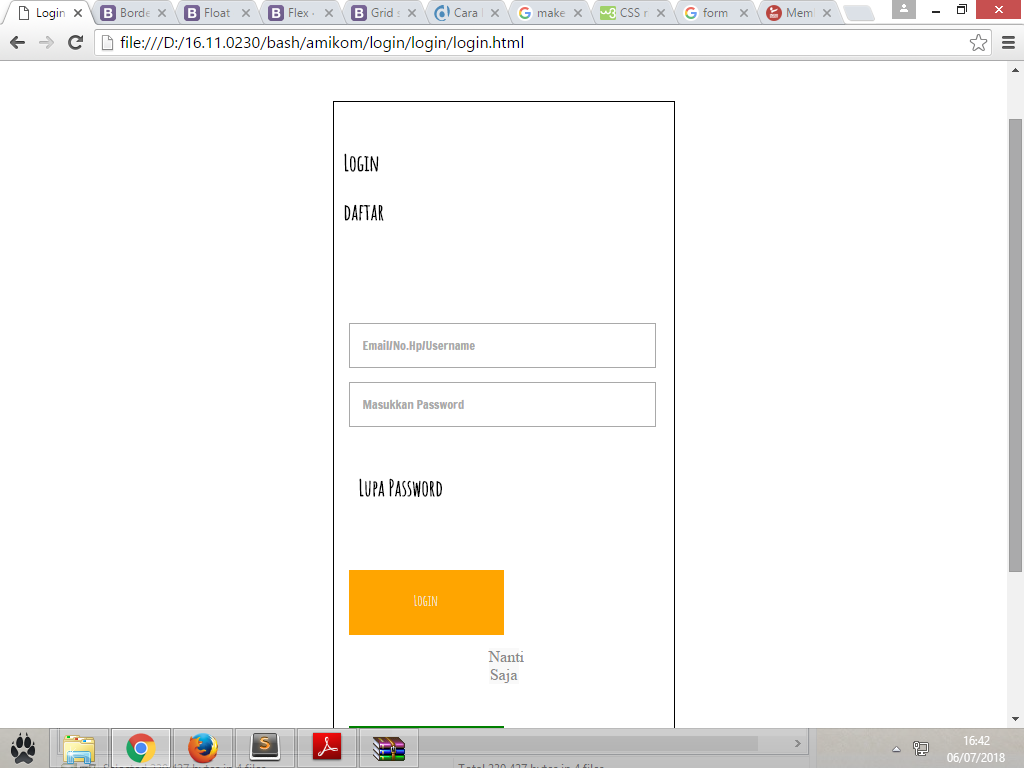 Login
Borde
Float
Flex -
Grid s
Cara
make
CSS r
form
Mem
file:///D:/16.11.0230/bash/amikom/login/login/login.html
Login
DAFTAR
Email/No.Hp/Username
Masukkan Password
Lupa Password
LOGIN
Nanti
Saja
16:42
06/07/2018